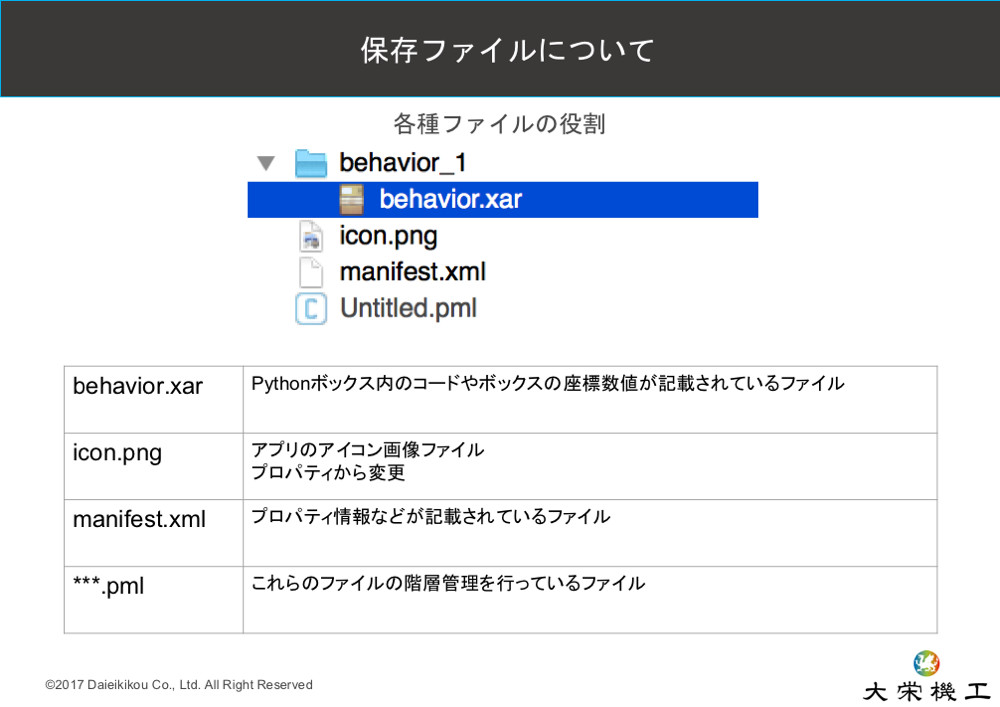 保存ファイルについて
各種ファイルの役割
behavior_1
behavior.xar
icon.png
manifest.xml
C
Untitled.pml
behavior.xar
Pythonボックス内のコードやボックスの座標数値が記載されているファイル
icon.png
アプリのアイコン画像ファイル
プロパティから変更
manifest.xml
プロパティ情報などが記載されているファイル
***.pml
これらのファイルの階層管理を行っているファイル
©2017 Daieikikou Co., Ltd. All Right Reserved
大栄機工